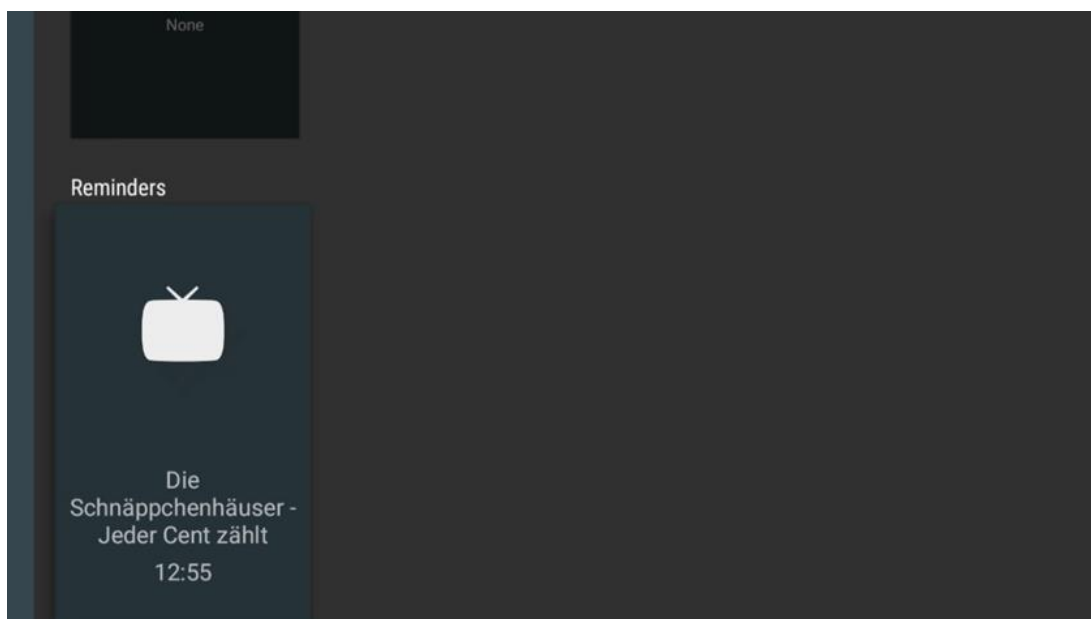 None
Reminders
Die
Schnäppchenhäuser -
Jeder Cent zählt
12:55